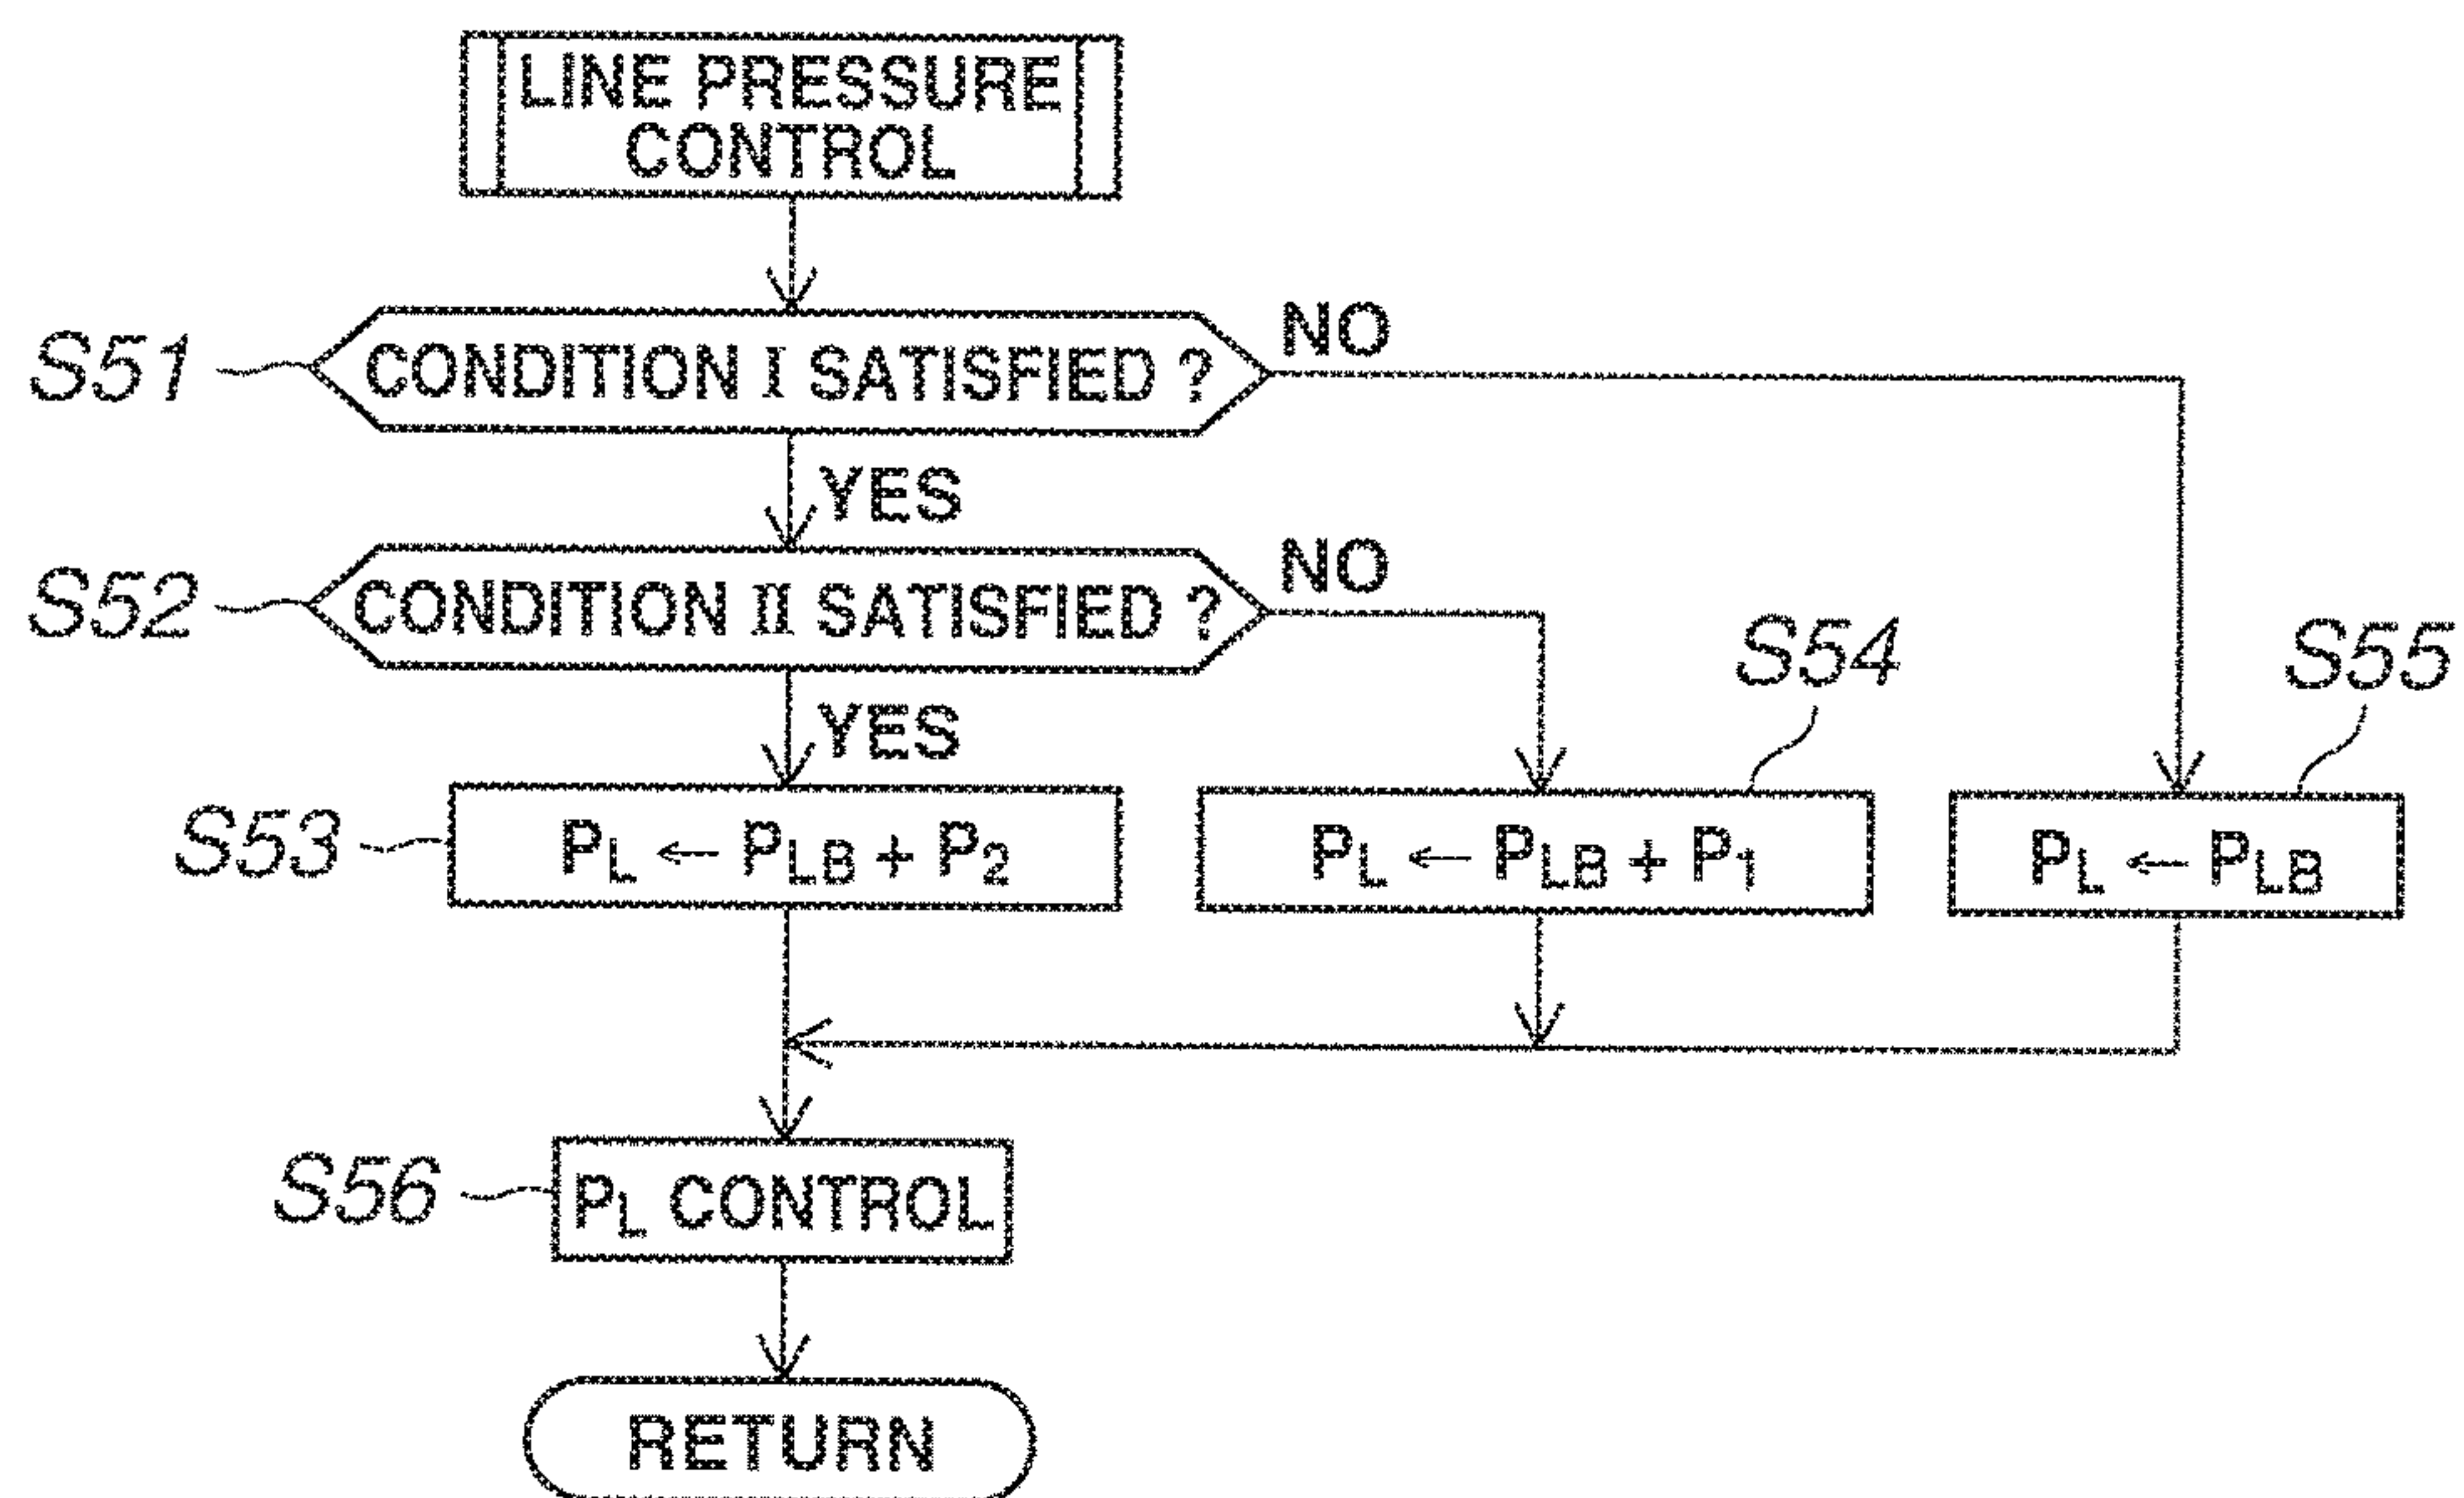 LINE PRESSURE
CONTROL
S51
CONDITION I SATISFIED ?
NO
YES
S52
CONDITION II SATISFIED ?
NO
YES
S54
S55
S53
PL ← PLB + P2
PL ← PLB + P1
PL ← PLB
S56
PL CONTROL
RETURN